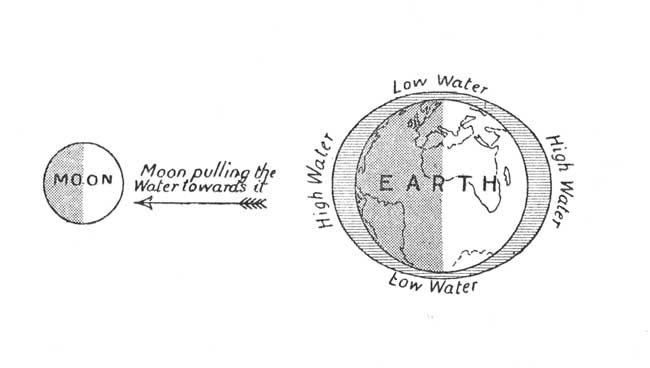 MOON
Moon pulling the
Water towards it
Low Water
High Water
EARTH
High Water
Low Water